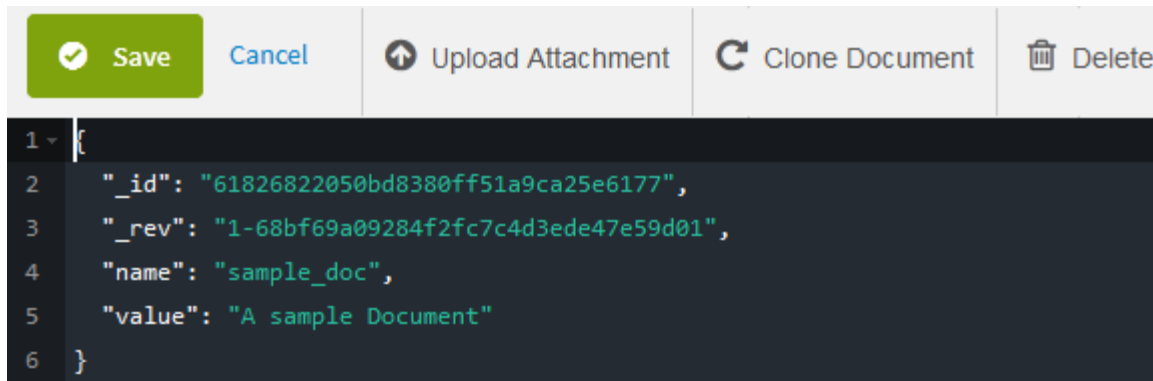 Save Cancel Upload Attachment Clone Document Delete
1 {
2 "_id": "61826822050bd8380ff51a9ca25e6177",
3 "_rev": "1-68bf69a09284f2fc7c4d3ede47e59d01",
4 "name": "sample_doc",
5 "value": "A sample Document"
6 }